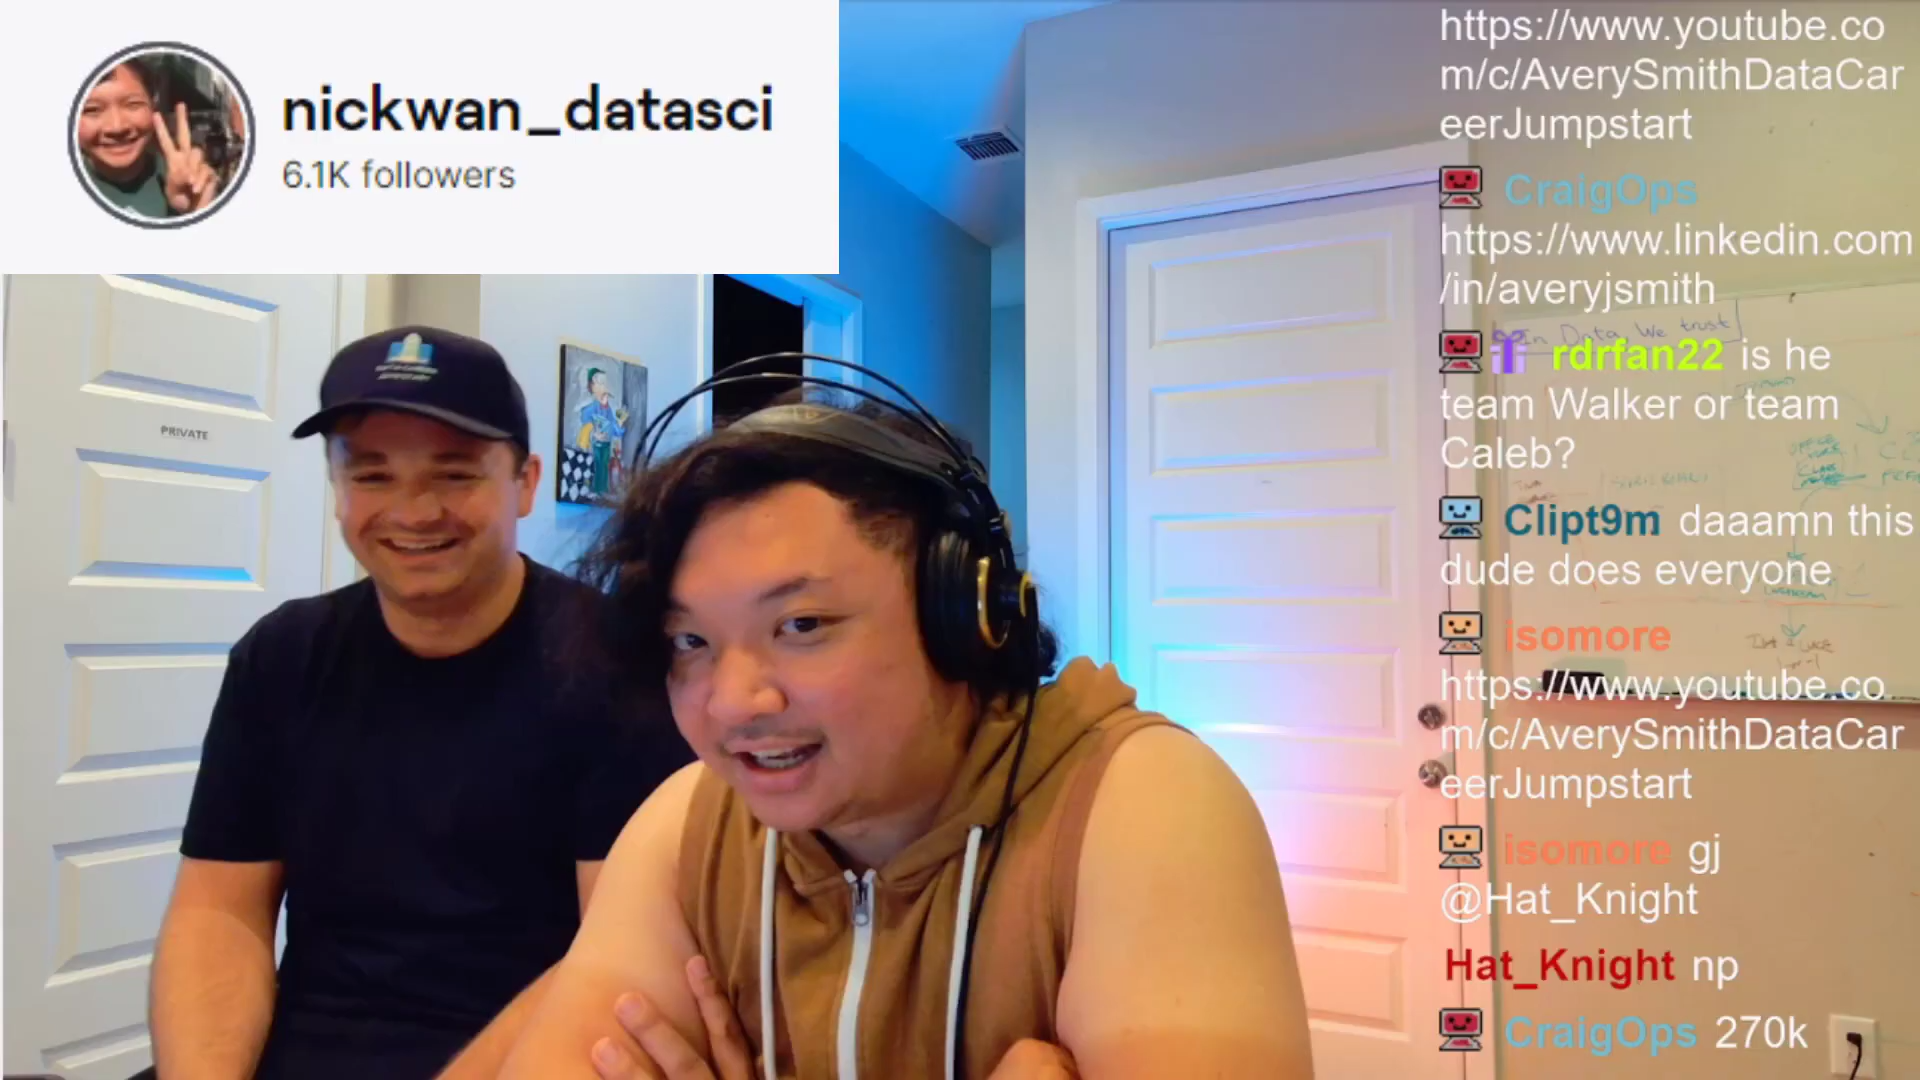 nickwan_datasci
6.1K followers
PRIVATE
https://www.youtube.co
m/c/AverySmithDataCar
eerJumpstart
CraigOps
https://www.linkedin.com
/in/averyjsmith
In Data, We trust
rdrfan22 is he
team Walker or team
Caleb?
Clipt9m daaamn this
dude does everyone
isomore
https://www.youtube.co
m/c/AverySmithDataCar
eerJumpstart
isomore gj
@Hat_Knight
Hat_Knight np
CraigOps 270k